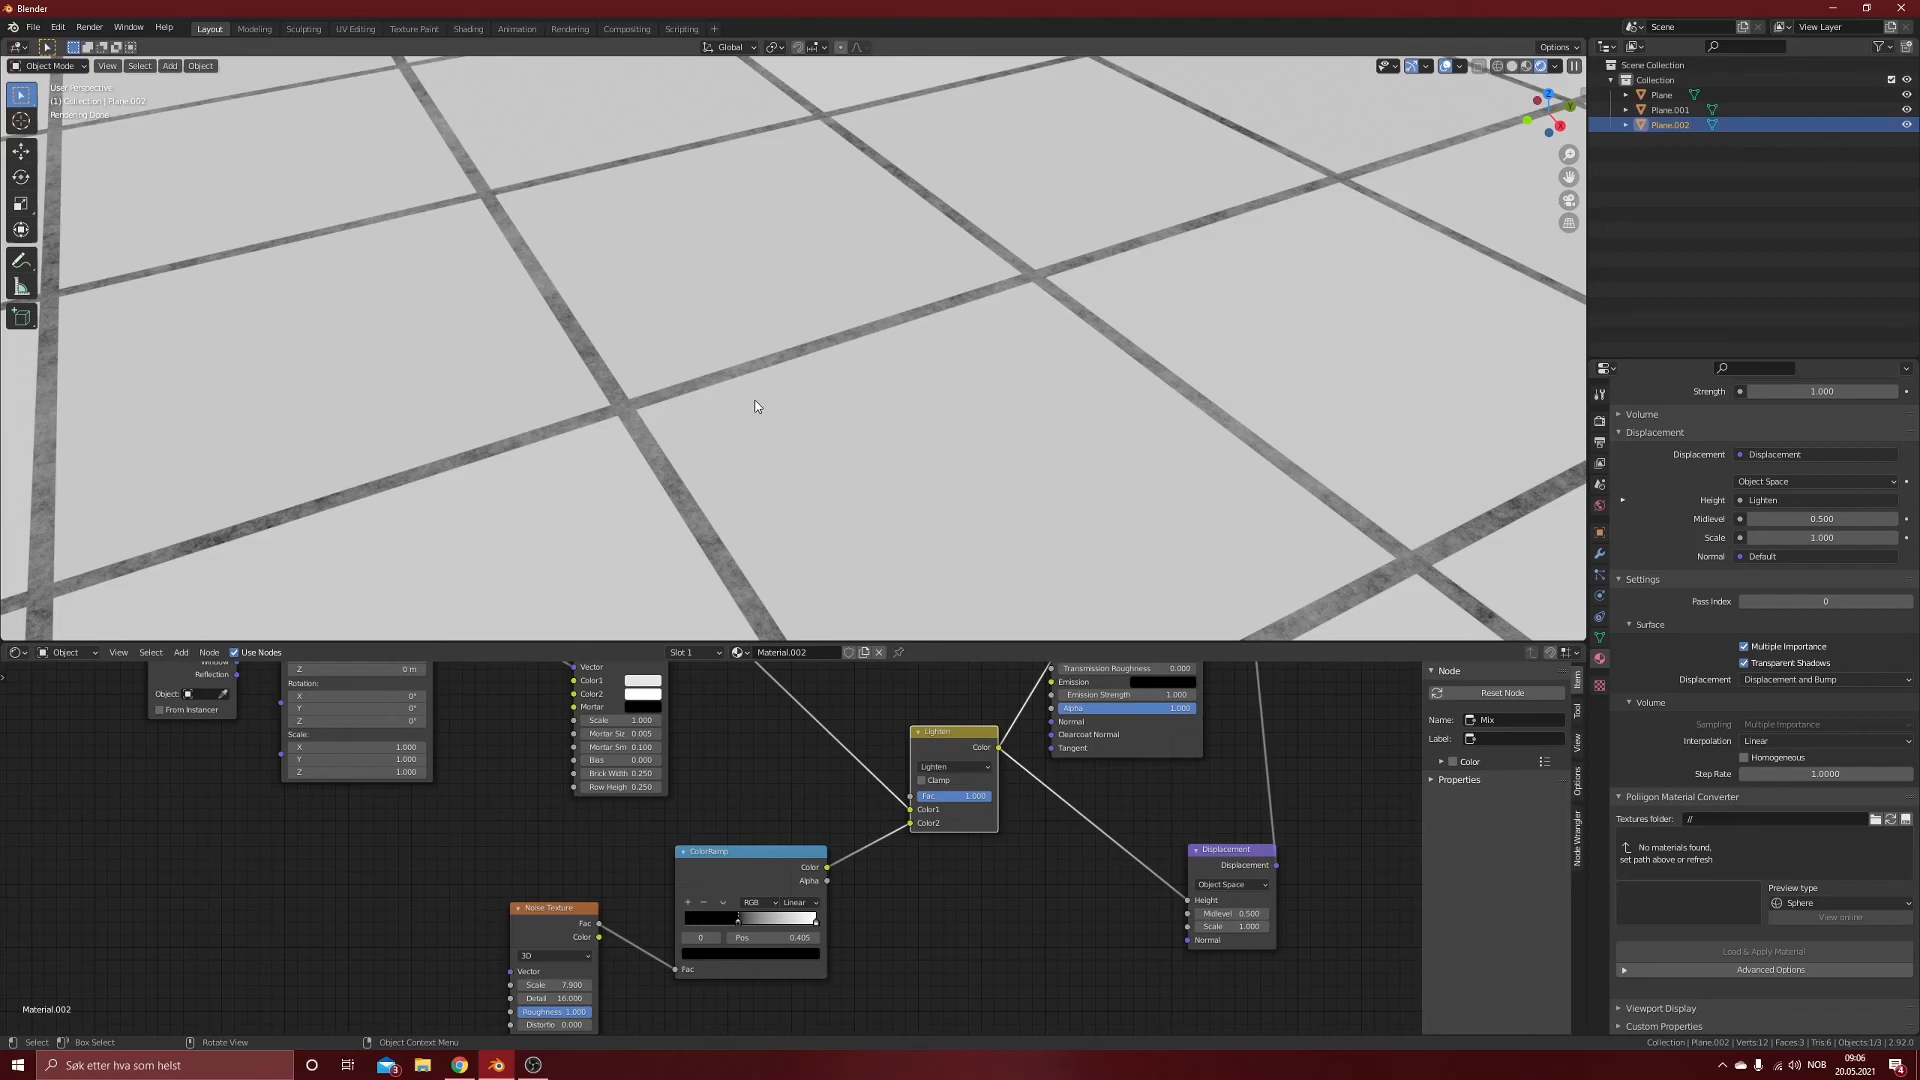 Blender
File Edit Render Window Help Layout Modeling Sculpting UV Editing Texture Paint Shading Animation Rendering Compositing Scripting + Scene View Layer
Global Options
Object Mode View Select Add Object
User Perspective
(1) Collection | Plane.002
Rendering Done
Z
Y
X
Scene Collection
Collection
Plane
Plane.001
Plane.002
Strength 1.000
Volume
Displacement
Displacement Displacement
Object Space
Height Lighten
Midlevel 0.500
Scale 1.000
Normal Default
Settings
Pass Index 0
Surface
Multiple Importance
Transparent Shadows
Displacement Displacement and Bump
Volume
Sampling Multiple Importance
Interpolation Linear
Homogeneous
Step Rate 1.0000
Poliigon Material Converter
Textures folder: //
No materials found,
set path above or refresh
Preview type
Sphere
View online
Load & Apply Material
Advanced Options
Viewport Display
Custom Properties
Object View Select Add Node Use Nodes Slot 1 Material.002
Window
Reflection
Object:
From Instancer
Z 0 m
Rotation:
X 0°
Y 0°
Z 0°
Scale:
X 1.000
Y 1.000
Z 1.000
Vector
Color1
Color2
Mortar
Scale 1.000
Mortar Siz 0.005
Mortar Sm 0.100
Bias 0.000
Brick Width 0.250
Row Heigh 0.250
Noise Texture
Fac
Color
3D
Vector
Scale 7.900
Detail 16.000
Roughness 1.000
Distortio 0.000
ColorRamp
Color
Alpha
+ − RGB Linear
0 Pos 0.405
Fac
Lighten
Color
Lighten
Clamp
Fac 1.000
Color1
Color2
Transmission Roughness 0.000
Emission
Emission Strength 1.000
Alpha 1.000
Normal
Clearcoat Normal
Tangent
Displacement
Displacement
Object Space
Height
Midlevel 0.500
Scale 1.000
Normal
Node
Reset Node
Name: Mix
Label:
Color
Properties
Item
Tool
View
Options
Node Wrangler
Material.002
Select Box Select Rotate View Object Context Menu Collection | Plane.002 | Verts:12 | Faces:3 | Tris:6 | Objects:1/3 | 2.92.0
Søk etter hva som helst 3 NOB 09:06
20.05.2021 4